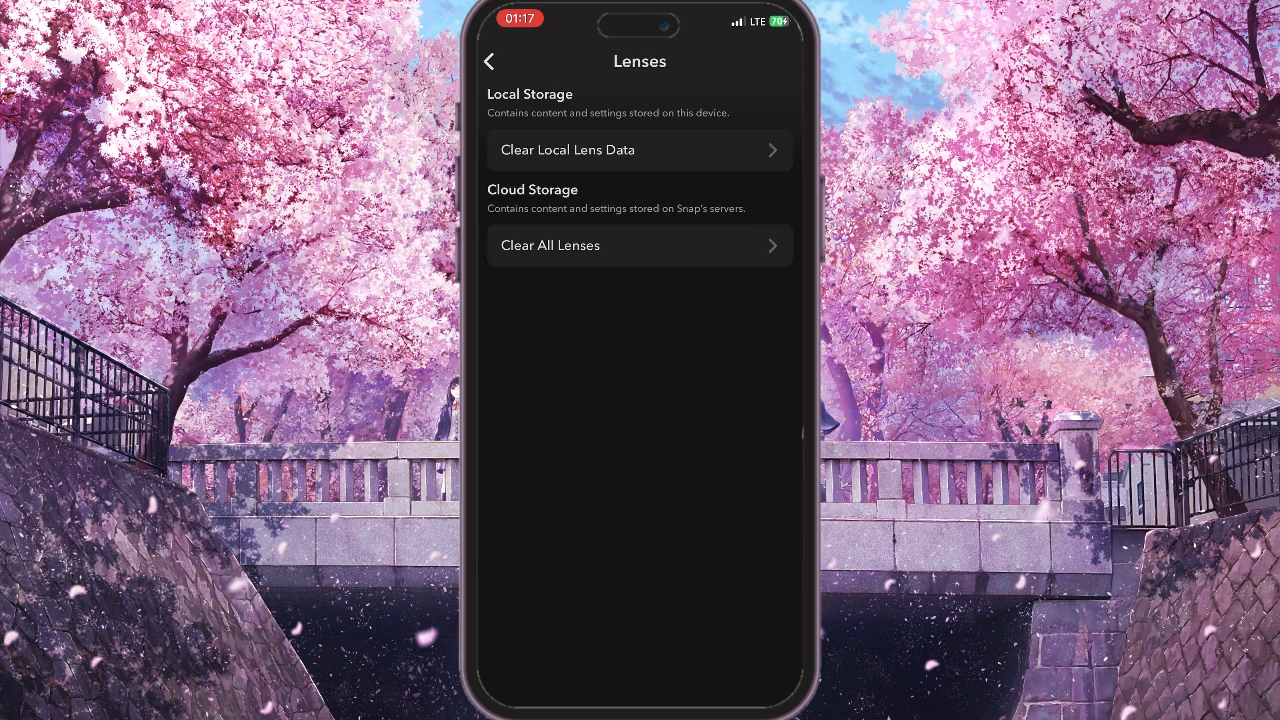 01:17
LTE 70
Lenses
Local Storage
Contains content and settings stored on this device.
Clear Local Lens Data
Cloud Storage
Contains content and settings stored on Snap's servers.
Clear All Lenses